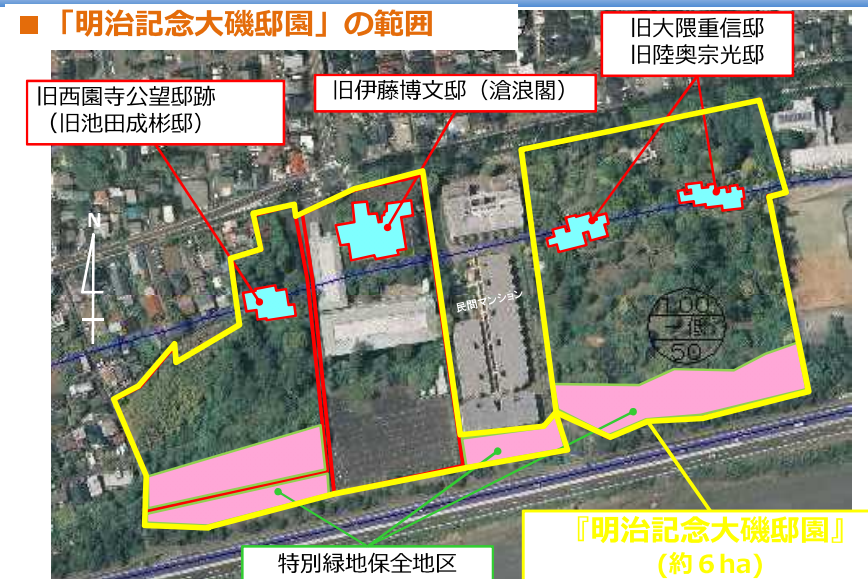 ■ 「明治記念大磯邸園」の範囲
旧大隈重信邸
旧陸奥宗光邸
旧西園寺公望邸跡
（旧池田成彬邸）
旧伊藤博文邸（滄浪閣）
N
民間マンション
50
特別緑地保全地区
『明治記念大磯邸園』
(約６ha)